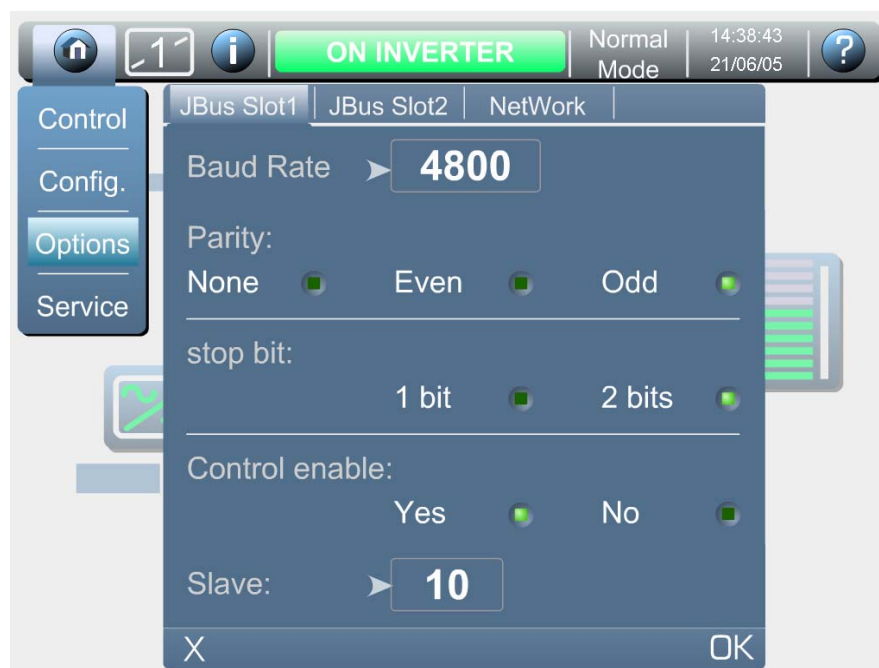 1
i
ON INVERTER
Normal Mode
14:38:43
21/06/05
?
Control
Config.
Options
Service
JBus Slot1
JBus Slot2
NetWork
Baud Rate
4800
Parity:
None
Even
Odd
stop bit:
1 bit
2 bits
Control enable:
Yes
No
Slave:
10
X
OK